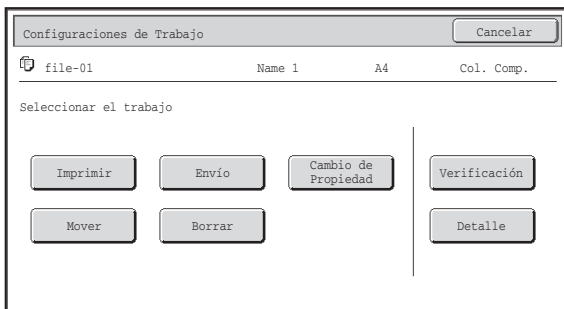 Configuraciones de Trabajo
Cancelar
file-01 Name 1 A4 Col. Comp.
Seleccionar el trabajo
Imprimir
Envío
Cambio de
Propiedad
Verificación
Mover
Borrar
Detalle